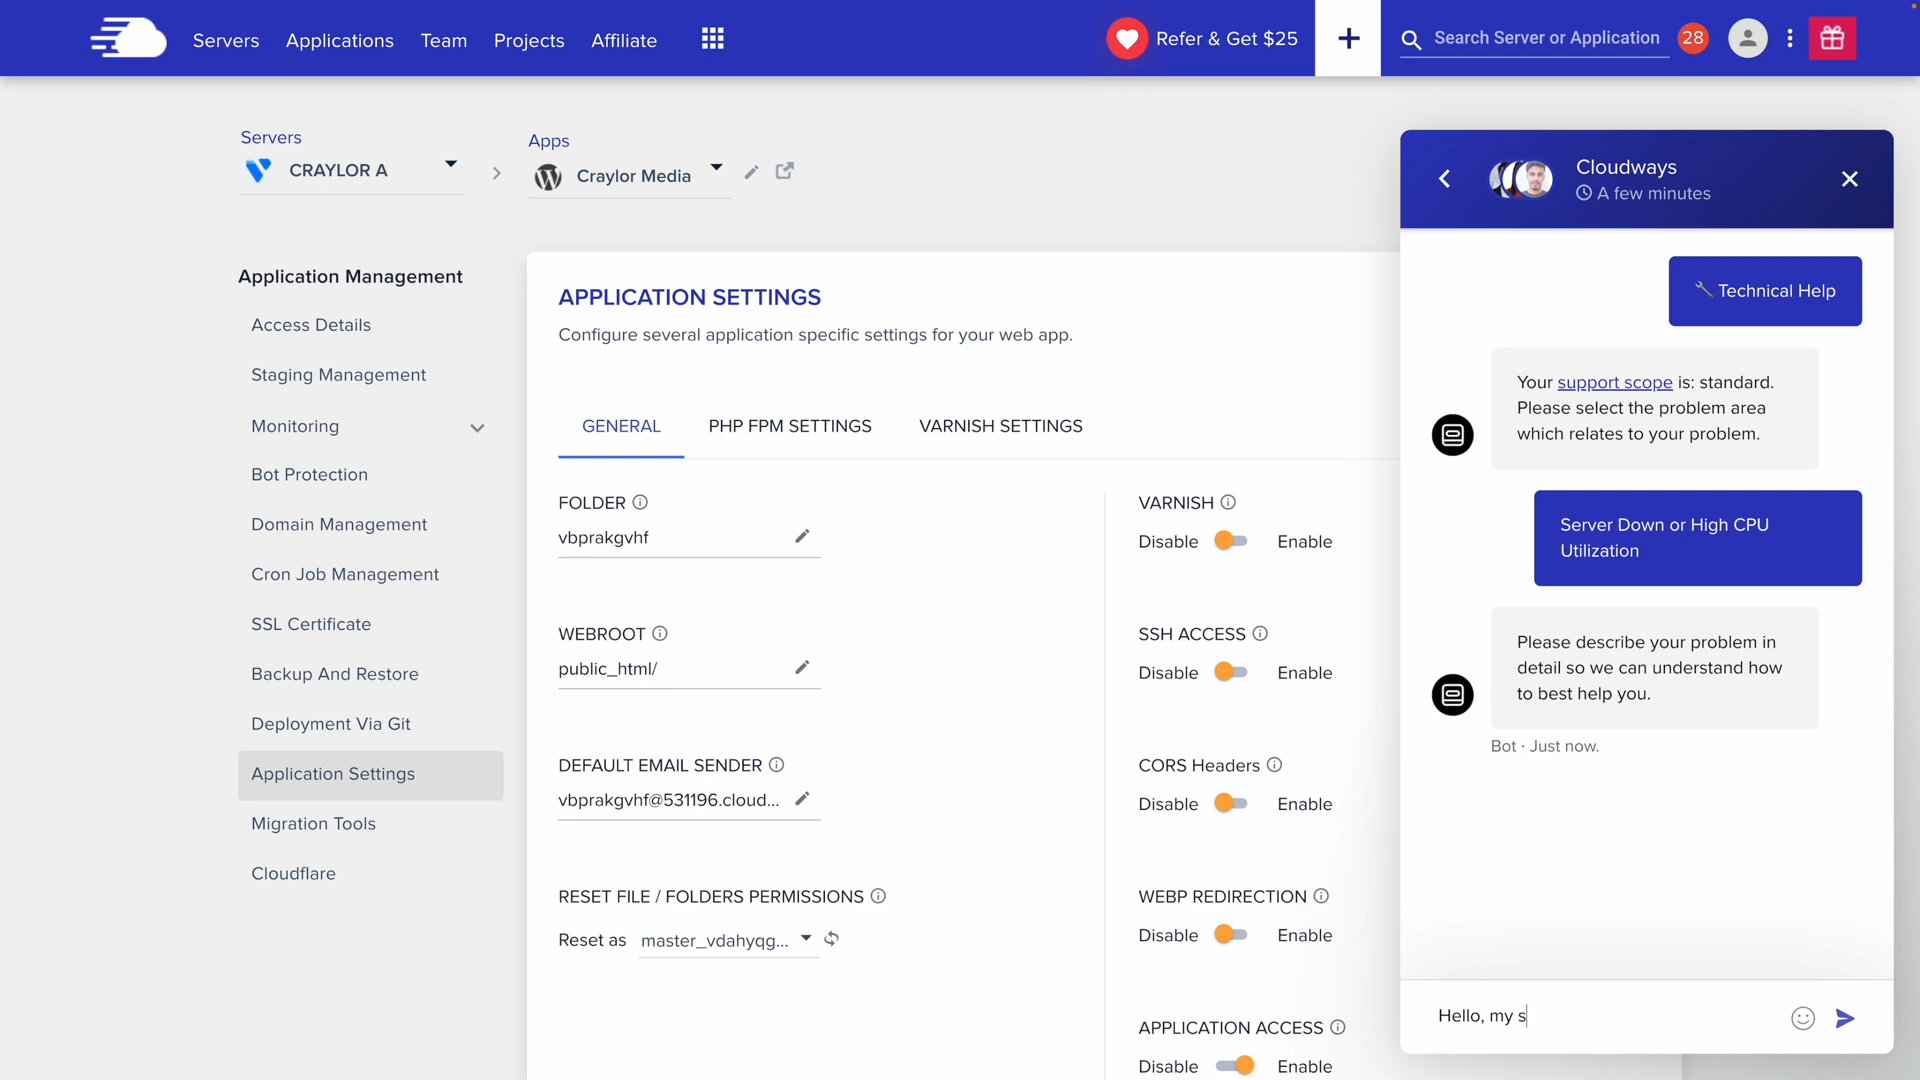 Servers
Applications
Team
Projects
Affiliate
Refer & Get $25
Search Server or Application
28
Servers
CRAYLOR A
Apps
Craylor Media
Application Management
Access Details
Staging Management
Monitoring
Bot Protection
Domain Management
Cron Job Management
SSL Certificate
Backup And Restore
Deployment Via Git
Application Settings
Migration Tools
Cloudflare
APPLICATION SETTINGS
Configure several application specific settings for your web app.
GENERAL
PHP FPM SETTINGS
VARNISH SETTINGS
FOLDER
vbprakgvhf
WEBROOT
public_html/
DEFAULT EMAIL SENDER
vbprakgvhf@531196.cloud...
RESET FILE / FOLDERS PERMISSIONS
Reset as master_vdahyqg...
VARNISH
Disable Enable
SSH ACCESS
Disable Enable
CORS Headers
Disable Enable
WEBP REDIRECTION
Disable Enable
APPLICATION ACCESS
Disable Enable
Cloudways
A few minutes
Technical Help
Your support scope is: standard.
Please select the problem area
which relates to your problem.
Server Down or High CPU
Utilization
Please describe your problem in
detail so we can understand how
to best help you.
Bot · Just now.
Hello, my s